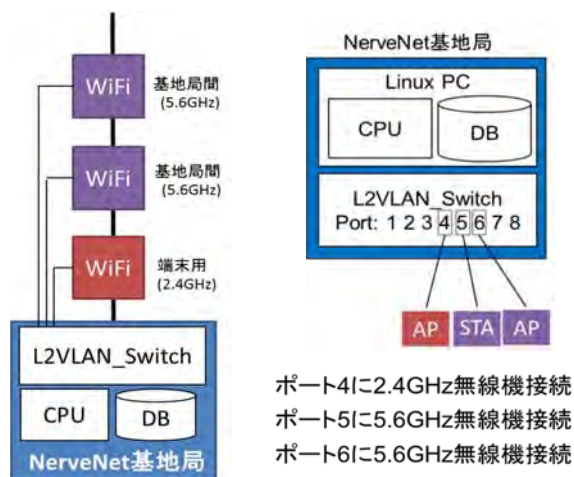 WiFi
基地局間
(5.6GHz)
WiFi
基地局間
(5.6GHz)
WiFi
端末用
(2.4GHz)
L2VLAN_Switch
CPU
DB
NerveNet基地局
NerveNet基地局
Linux PC
CPU
DB
L2VLAN_Switch
Port: 1 2 3 4 5 6 7 8
AP
STA
AP
ポート4に2.4GHz無線機接続
ポート5に5.6GHz無線機接続
ポート6に5.6GHz無線機接続